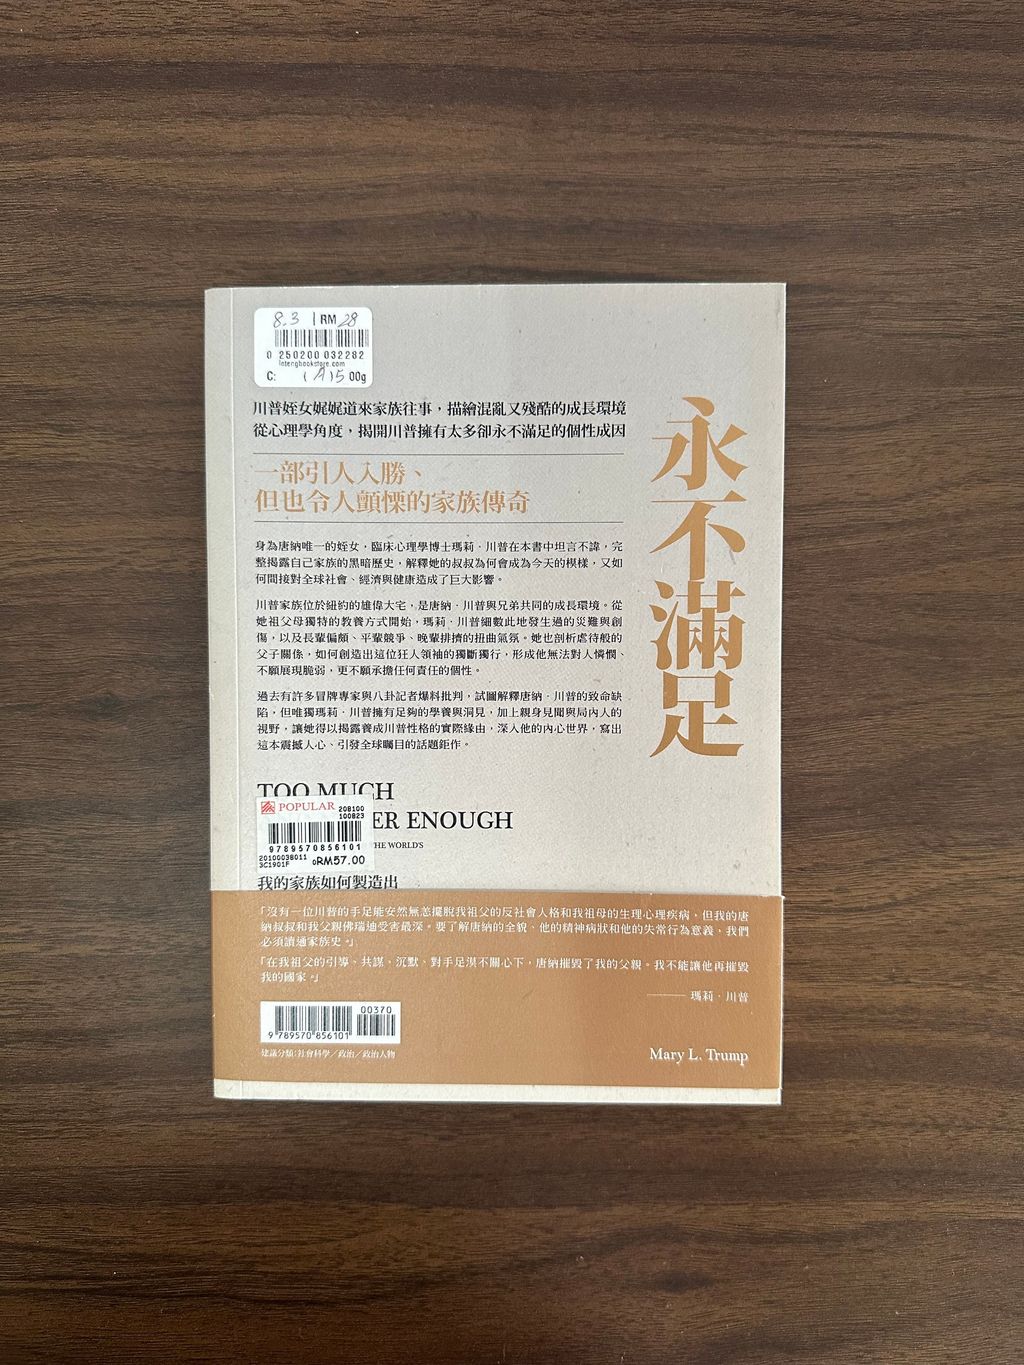 8.3 | RM 28
0 250200 032282
intengbookstore.com
C: (A)5 00g
川普姪女娓娓道來家族往事，描繪混亂又殘酷的成長環境
從心理學角度，揭開川普擁有太多卻永不滿足的個性成因
一部引人入勝、
但也令人顫慄的家族傳奇
永不滿足
身為唐納唯一的姪女，臨床心理學博士瑪莉．川普在本書中坦言不諱，完
整揭露自己家族的黑暗歷史，解釋她的叔叔為何會成為今天的模樣，又如
何間接對全球社會、經濟與健康造成了巨大影響。
川普家族位於紐約的雄偉大宅，是唐納．川普與兄弟共同的成長環境。從
她祖父母獨特的教養方式開始，瑪莉．川普細數此地發生過的災難與創
傷，以及長輩偏頗、平輩競爭、晚輩排擠的扭曲氣氛。她也剖析虐待般的
父子關係，如何創造出這位狂人領袖的獨斷獨行，形成他無法對人憐憫、
不願展現脆弱，更不願承擔任何責任的個性。
過去有許多冒牌專家與八卦記者爆料批判，試圖解釋唐納．川普的致命缺
陷，但唯獨瑪莉．川普擁有足夠的學養與洞見，加上親身見聞與局內人的
視野，讓她得以揭露養成川普性格的實際緣由，深入他的內心世界，寫出
這本震撼人心、引發全球矚目的話題鉅作。
TOO MUCH
ER ENOUGH
THE WORLD'S
POPULAR
208100
100823
9789570856101
2010003B011
3C1901F
RM57.00
我的家族如何製造出
「沒有一位川普的手足能安然無恙擺脫我祖父的反社會人格和我祖母的生理心理疾病，但我的唐
納叔叔和我父親佛瑞迪受害最深。要了解唐納的全貌、他的精神病狀和他的失常行為意義，我們
必須讀通家族史。」
「在我祖父的引導、共謀、沉默、對手足漠不關心下，唐納摧毀了我的父親。我不能讓他再摧毀
我的國家。」
——— 瑪莉．川普
00370
9 789570 856101
建議分類：社會科學／政治／政治人物
Mary L. Trump